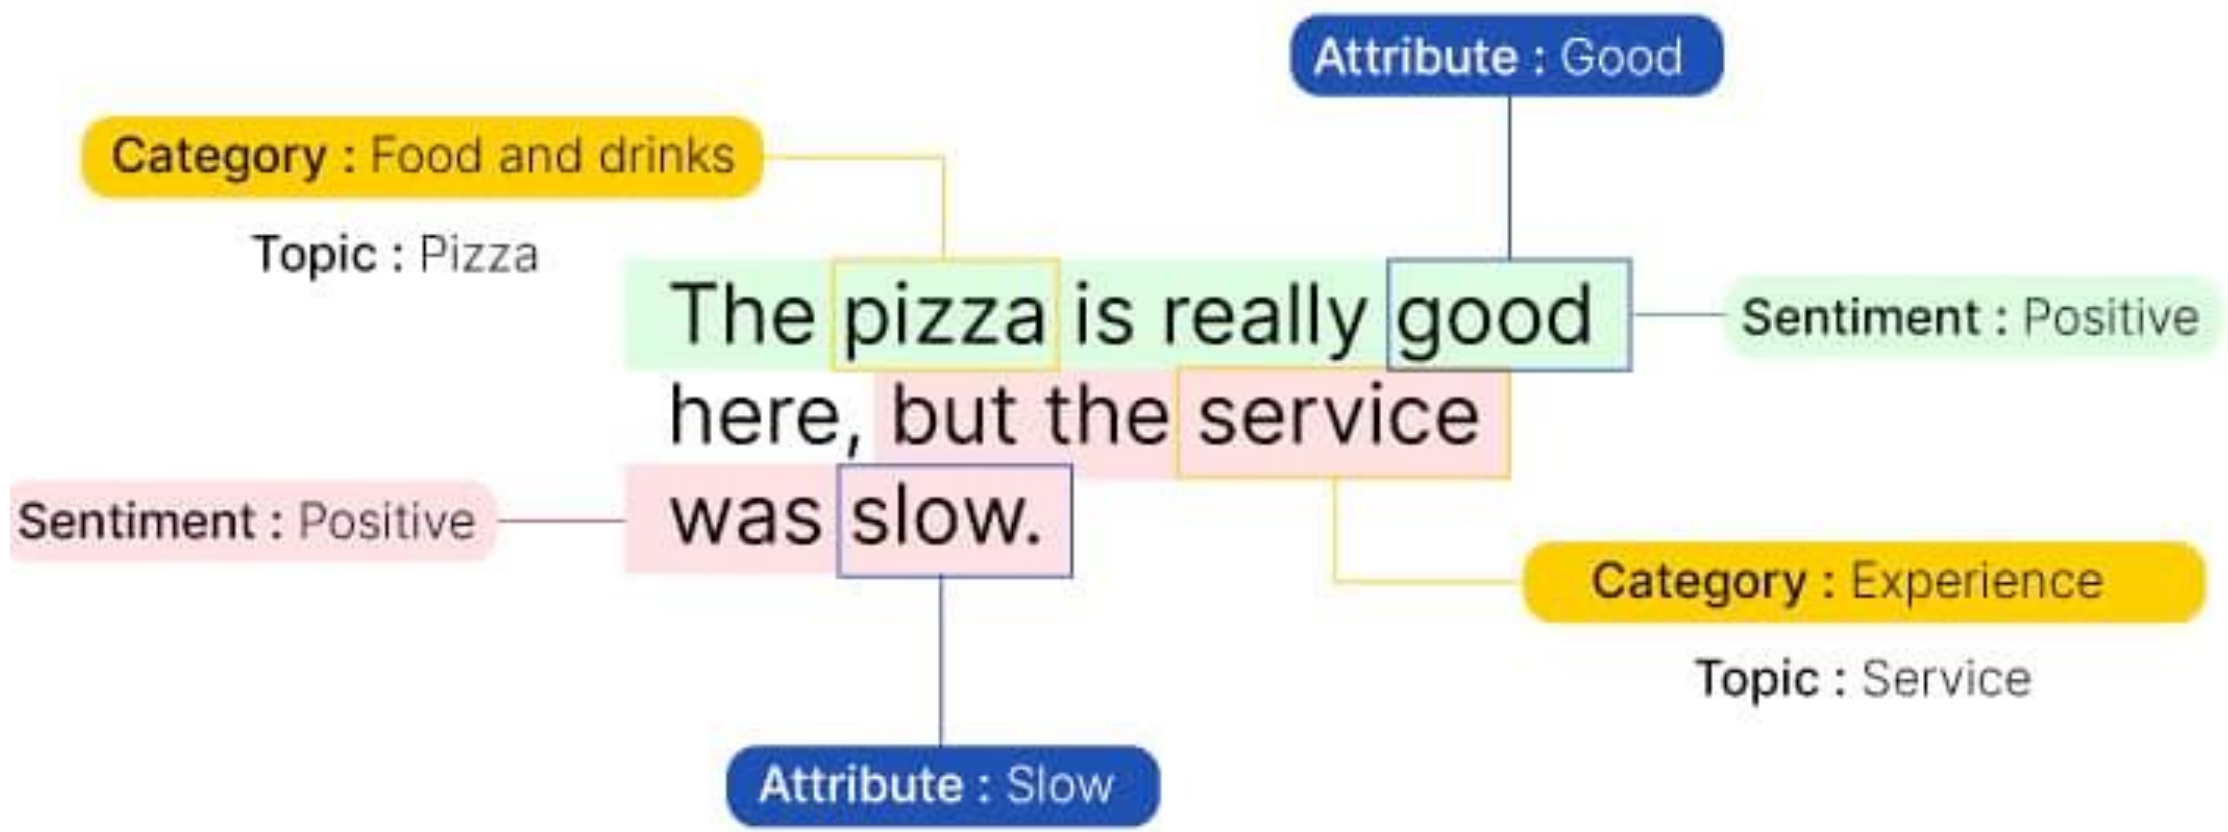 Attribute : Good
Category : Food and drinks
Topic : Pizza
The pizza is really good
Sentiment : Positive
here, but the service
was slow.
Sentiment : Positive
Category : Experience
Topic : Service
Attribute : Slow